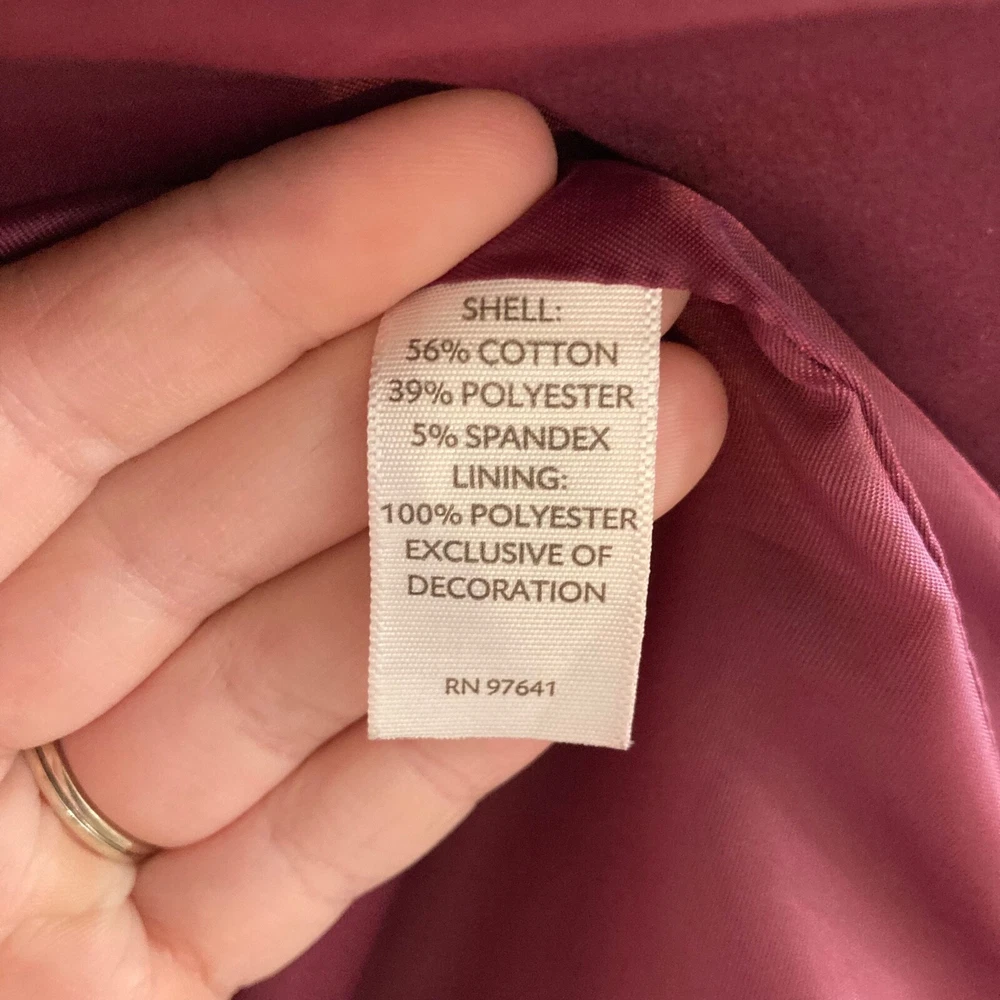 SHELL:
56% COTTON
39% POLYESTER
5% SPANDEX
LINING:
100% POLYESTER
EXCLUSIVE OF
DECORATION
RN 97641